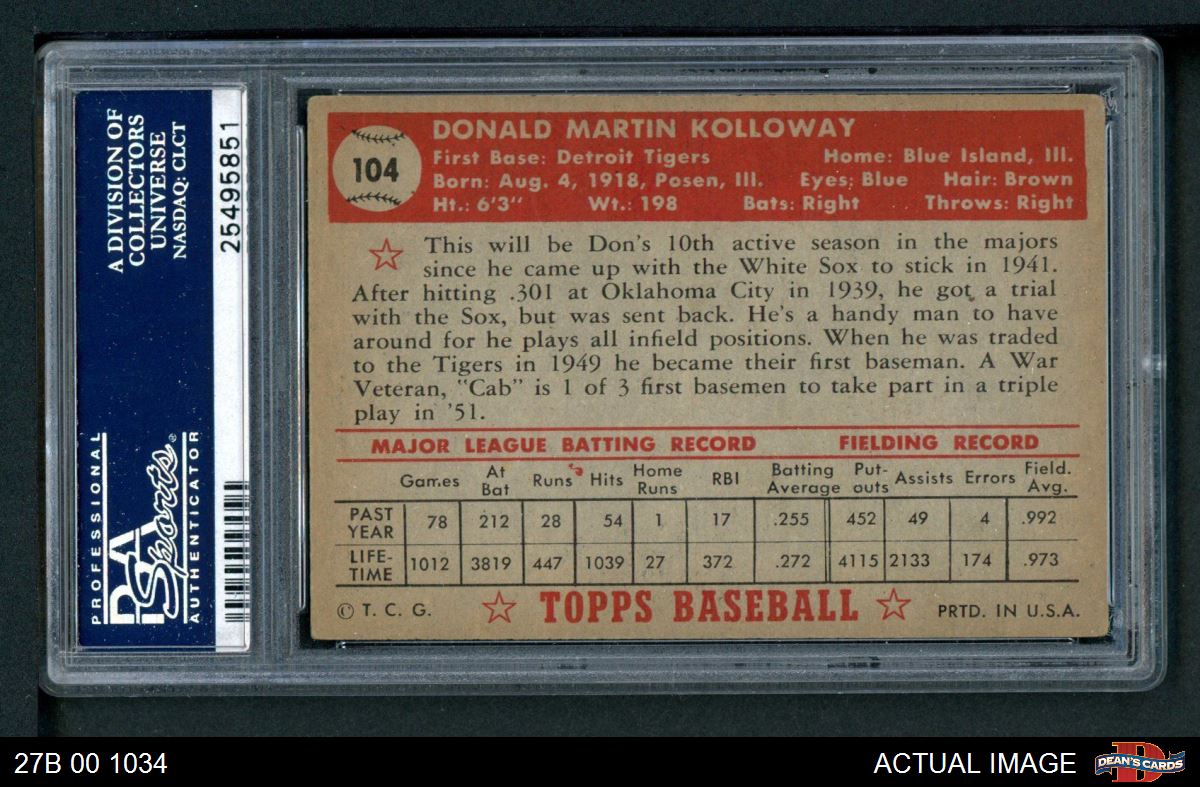 A DIVISION OF
COLLECTORS
UNIVERSE
NASDAQ: CLCT
25495851
PROFESSIONAL
PSA
Sports®
AUTHENTICATOR
104
DONALD MARTIN KOLLOWAY
First Base: Detroit Tigers Home: Blue Island, Ill.
Born: Aug. 4, 1918, Posen, Ill. Eyes: Blue Hair: Brown
Ht.: 6'3" Wt.: 198 Bats: Right Throws: Right
This will be Don's 10th active season in the majors
since he came up with the White Sox to stick in 1941.
After hitting .301 at Oklahoma City in 1939, he got a trial
with the Sox, but was sent back. He's a handy man to have
around for he plays all infield positions. When he was traded
to the Tigers in 1949 he became their first baseman. A War
Veteran, "Cab" is 1 of 3 first basemen to take part in a triple
play in '51.
MAJOR LEAGUE BATTING RECORD FIELDING RECORD
Games At Bat Runs Hits Home Runs RBI Batting Average Put-outs Assists Errors Field. Avg.
PAST YEAR 78 212 28 54 1 17 .255 452 49 4 .992
LIFE-TIME 1012 3819 447 1039 27 372 .272 4115 2133 174 .973
© T. C. G. TOPPS BASEBALL PRTD. IN U.S.A.
27B 00 1034 ACTUAL IMAGE
D
DEAN'S CARDS